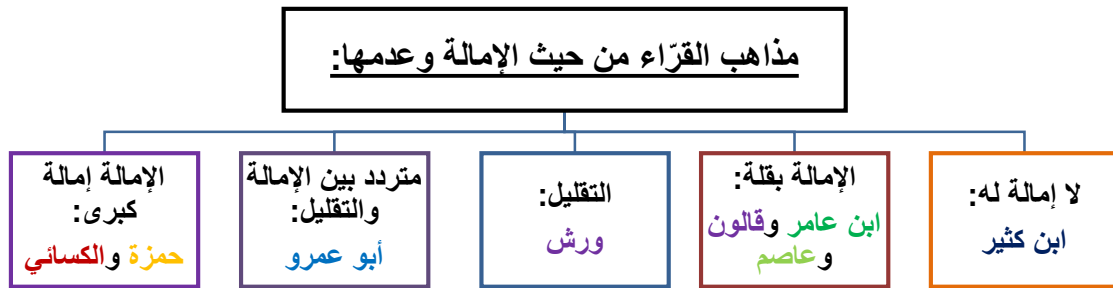 مذاهب القرّاء من حيث الإمالة وعدمها:
لا إمالة له:
ابن كثير
الإمالة بقلة:
ابن عامر وقالون
وعاصم
التقليل:
ورش
متردد بين الإمالة
والتقليل:
أبو عمرو
الإمالة إمالة
كبرى:
حمزة والكسائي